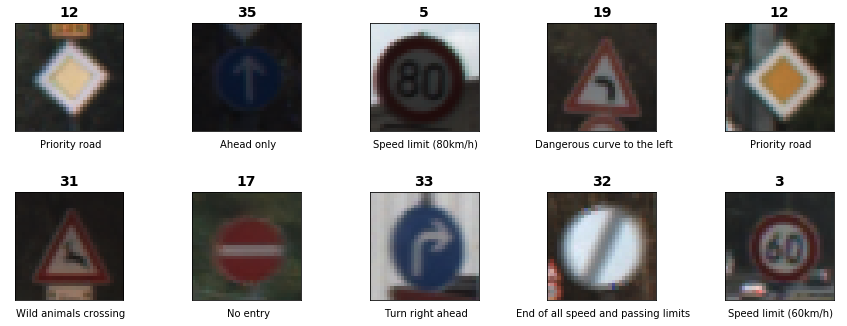 12 35 5 19 12
80
Priority road Ahead only Speed limit (80km/h) Dangerous curve to the left Priority road
31 17 33 32 3
60
Wild animals crossing No entry Turn right ahead End of all speed and passing limits Speed limit (60km/h)